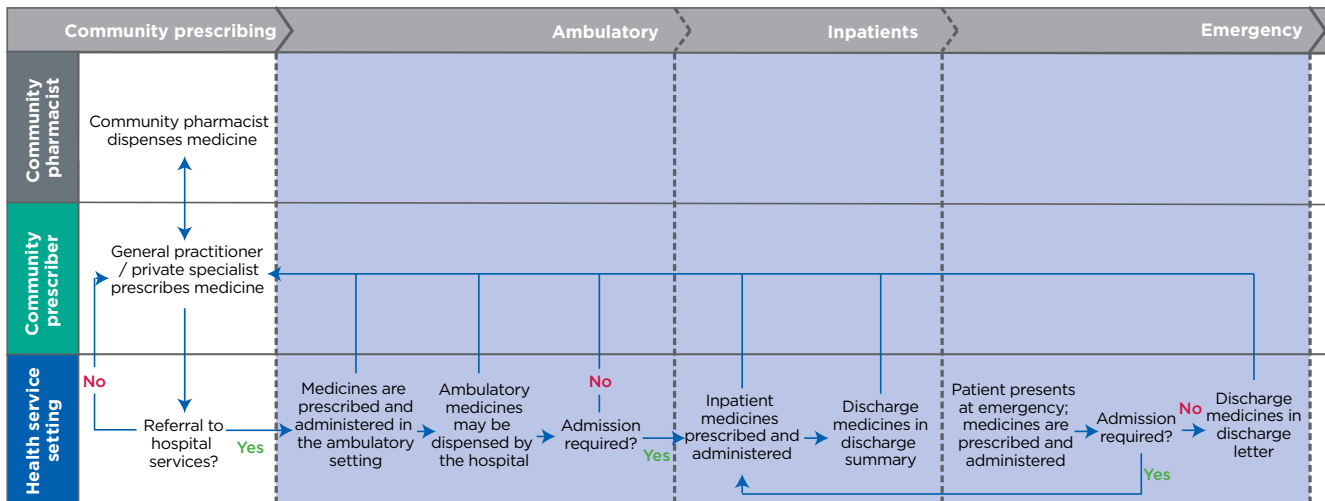 Community prescribing
Ambulatory
Inpatients
Emergency
Community
pharmacist
Community pharmacist
dispenses medicine
Community
prescriber
General practitioner
/ private specialist
prescribes medicine
Health service
setting
No
Referral to
hospital
services?
Yes
Medicines are
prescribed and
administered in
the ambulatory
setting
Ambulatory
medicines
may be
dispensed by
the hospital
No
Admission
required?
Yes
Inpatient
medicines
prescribed and
administered
Discharge
medicines in
discharge
summary
Patient presents
at emergency;
medicines are
prescribed and
administered
Admission
required?
No
Yes
Discharge
medicines in
discharge
letter